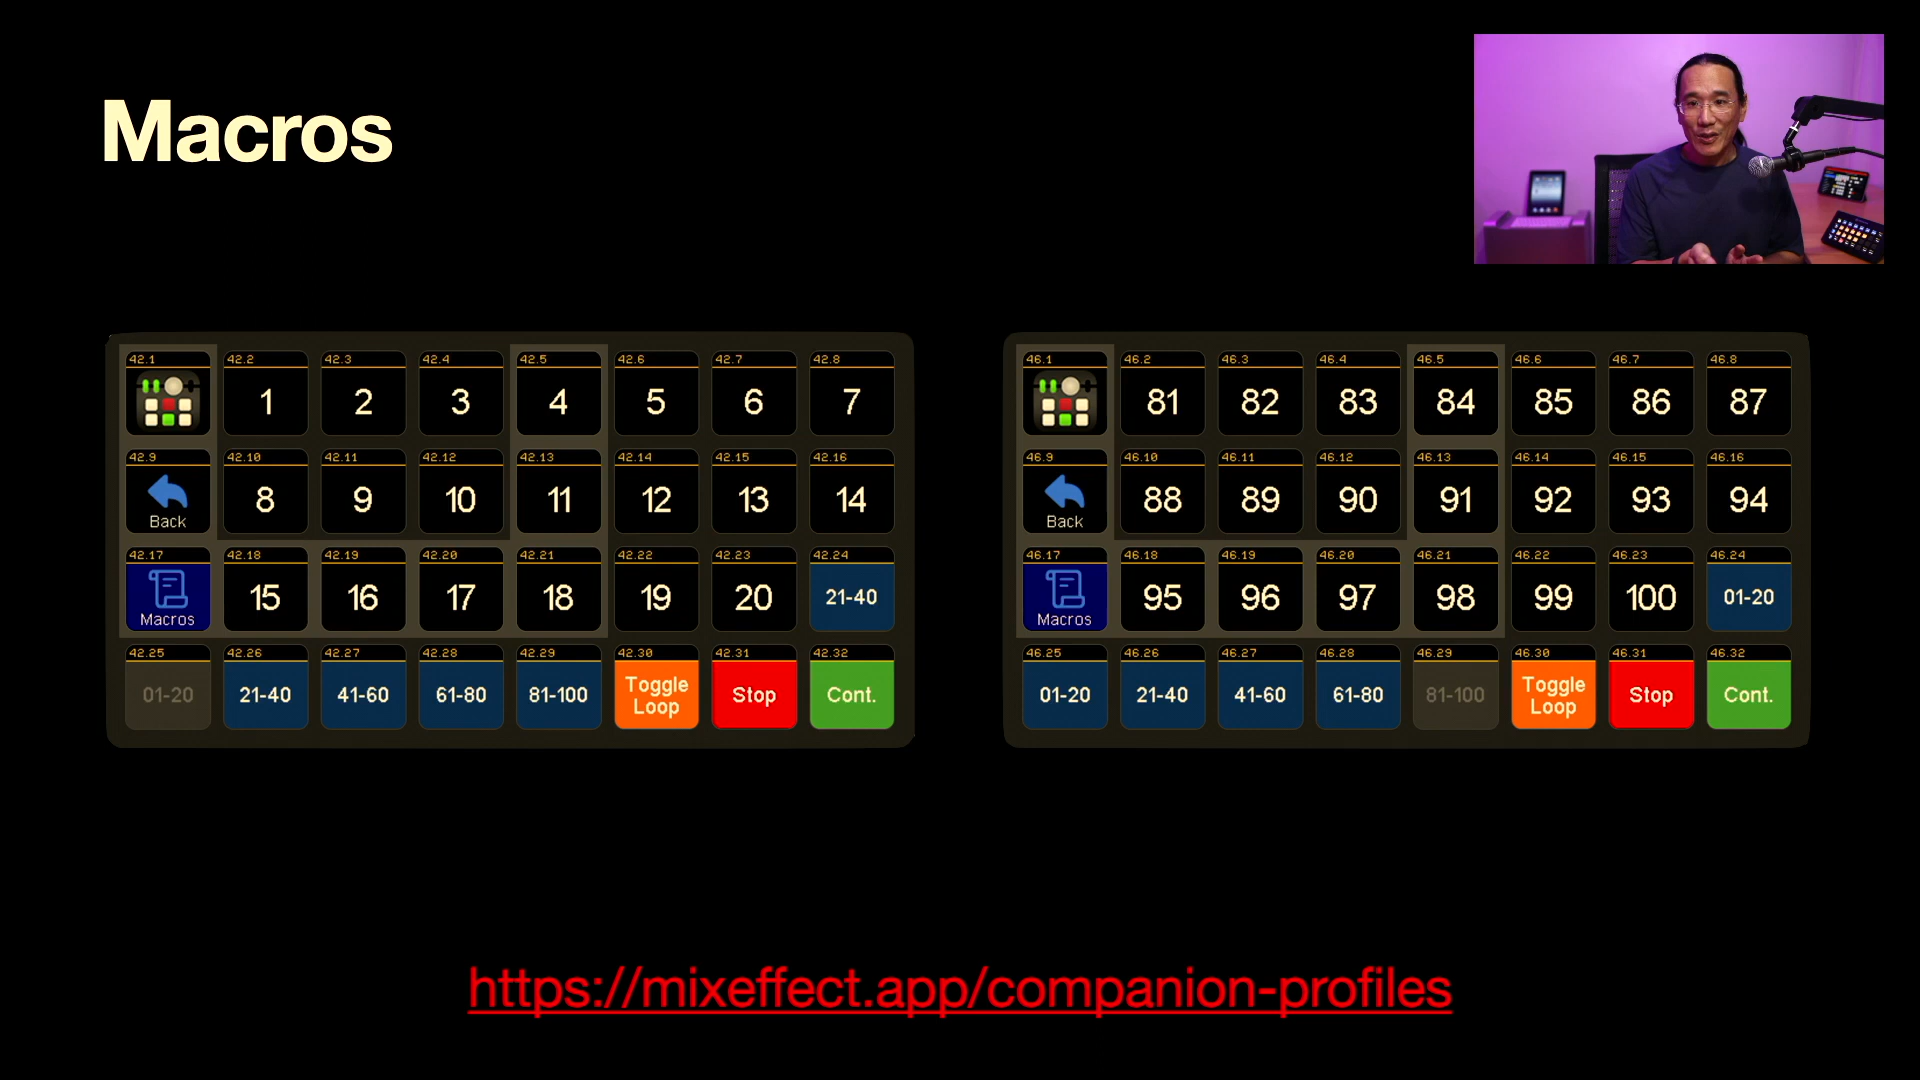 Macros
42.1 42.2 42.3 42.4 42.5 42.6 42.7 42.8
1 2 3 4 5 6 7
42.9 42.10 42.11 42.12 42.13 42.14 42.15 42.16
8 9 10 11 12 13 14
Back
42.17 42.18 42.19 42.20 42.21 42.22 42.23 42.24
15 16 17 18 19 20 21-40
Macros
42.25 42.26 42.27 42.28 42.29 42.30 42.31 42.32
01-20 21-40 41-60 61-80 81-100 Toggle Loop Stop Cont.
46.1 46.2 46.3 46.4 46.5 46.6 46.7 46.8
81 82 83 84 85 86 87
46.9 46.10 46.11 46.12 46.13 46.14 46.15 46.16
88 89 90 91 92 93 94
Back
46.17 46.18 46.19 46.20 46.21 46.22 46.23 46.24
95 96 97 98 99 100 01-20
Macros
46.25 46.26 46.27 46.28 46.29 46.30 46.31 46.32
01-20 21-40 41-60 61-80 81-100 Toggle Loop Stop Cont.
https://mixeffect.app/companion-profiles